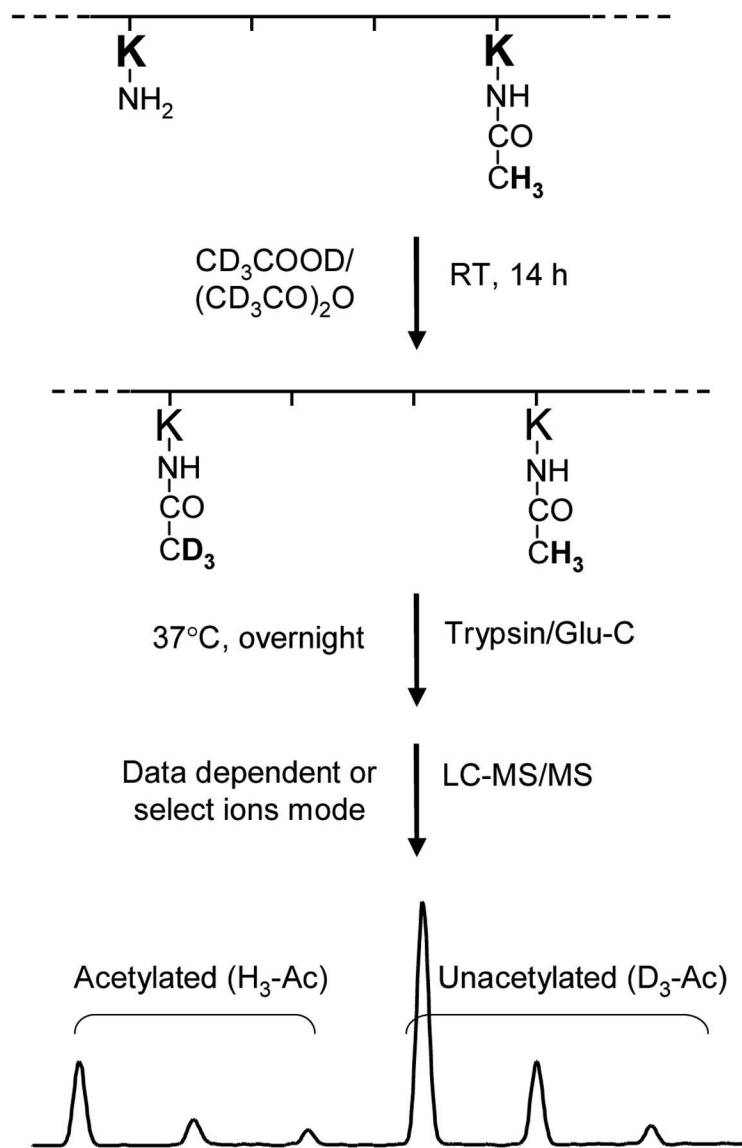 K K
NH₂ NH
CO
CH₃
CD₃COOD/
(CD₃CO)₂O
RT, 14 h
K K
NH NH
CO CO
CD₃ CH₃
37°C, overnight
Trypsin/Glu-C
Data dependent or
select ions mode
LC-MS/MS
Acetylated (H₃-Ac)
Unacetylated (D₃-Ac)